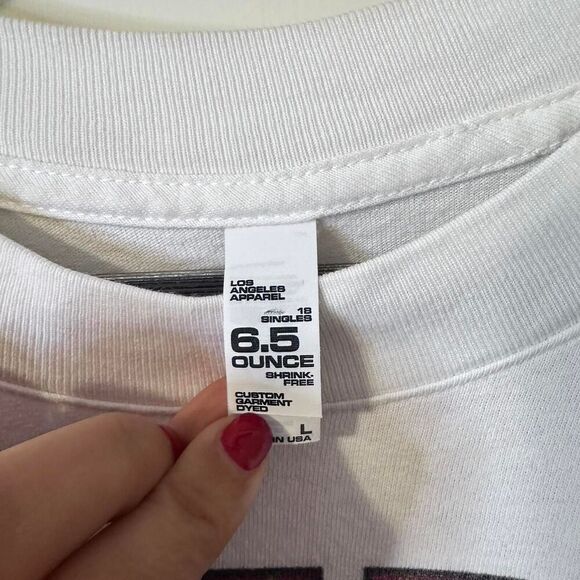 LOS
ANGELES
APPAREL
18
SINGLES
6.5
OUNCE
SHRINK-
FREE
CUSTOM
GARMENT
DYED
L
IN USA